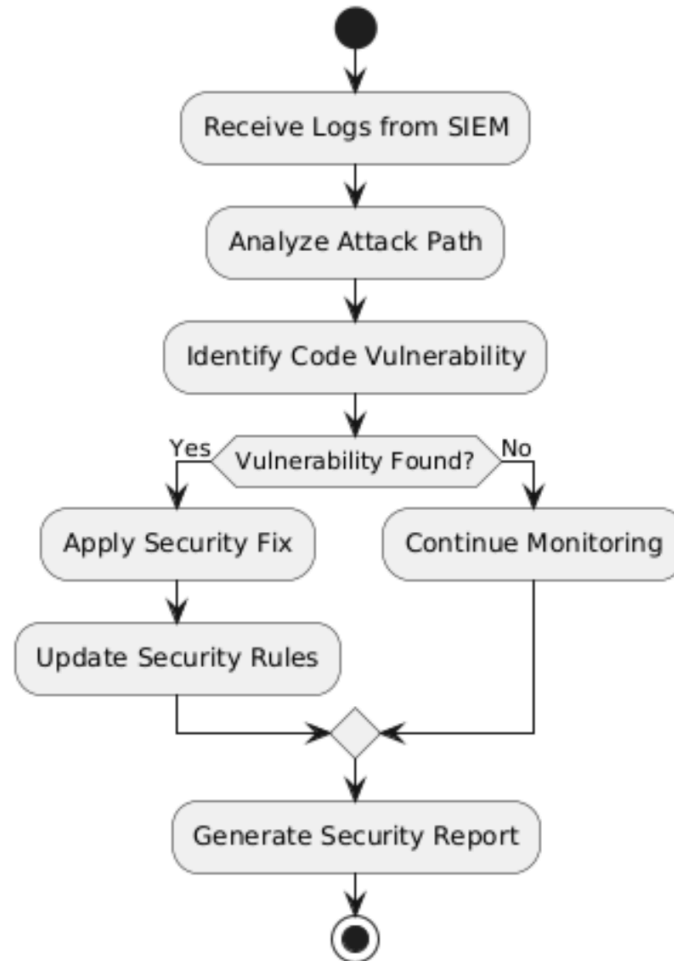 Receive Logs from SIEM
Analyze Attack Path
Identify Code Vulnerability
Yes
Vulnerability Found?
No
Apply Security Fix
Continue Monitoring
Update Security Rules
Generate Security Report